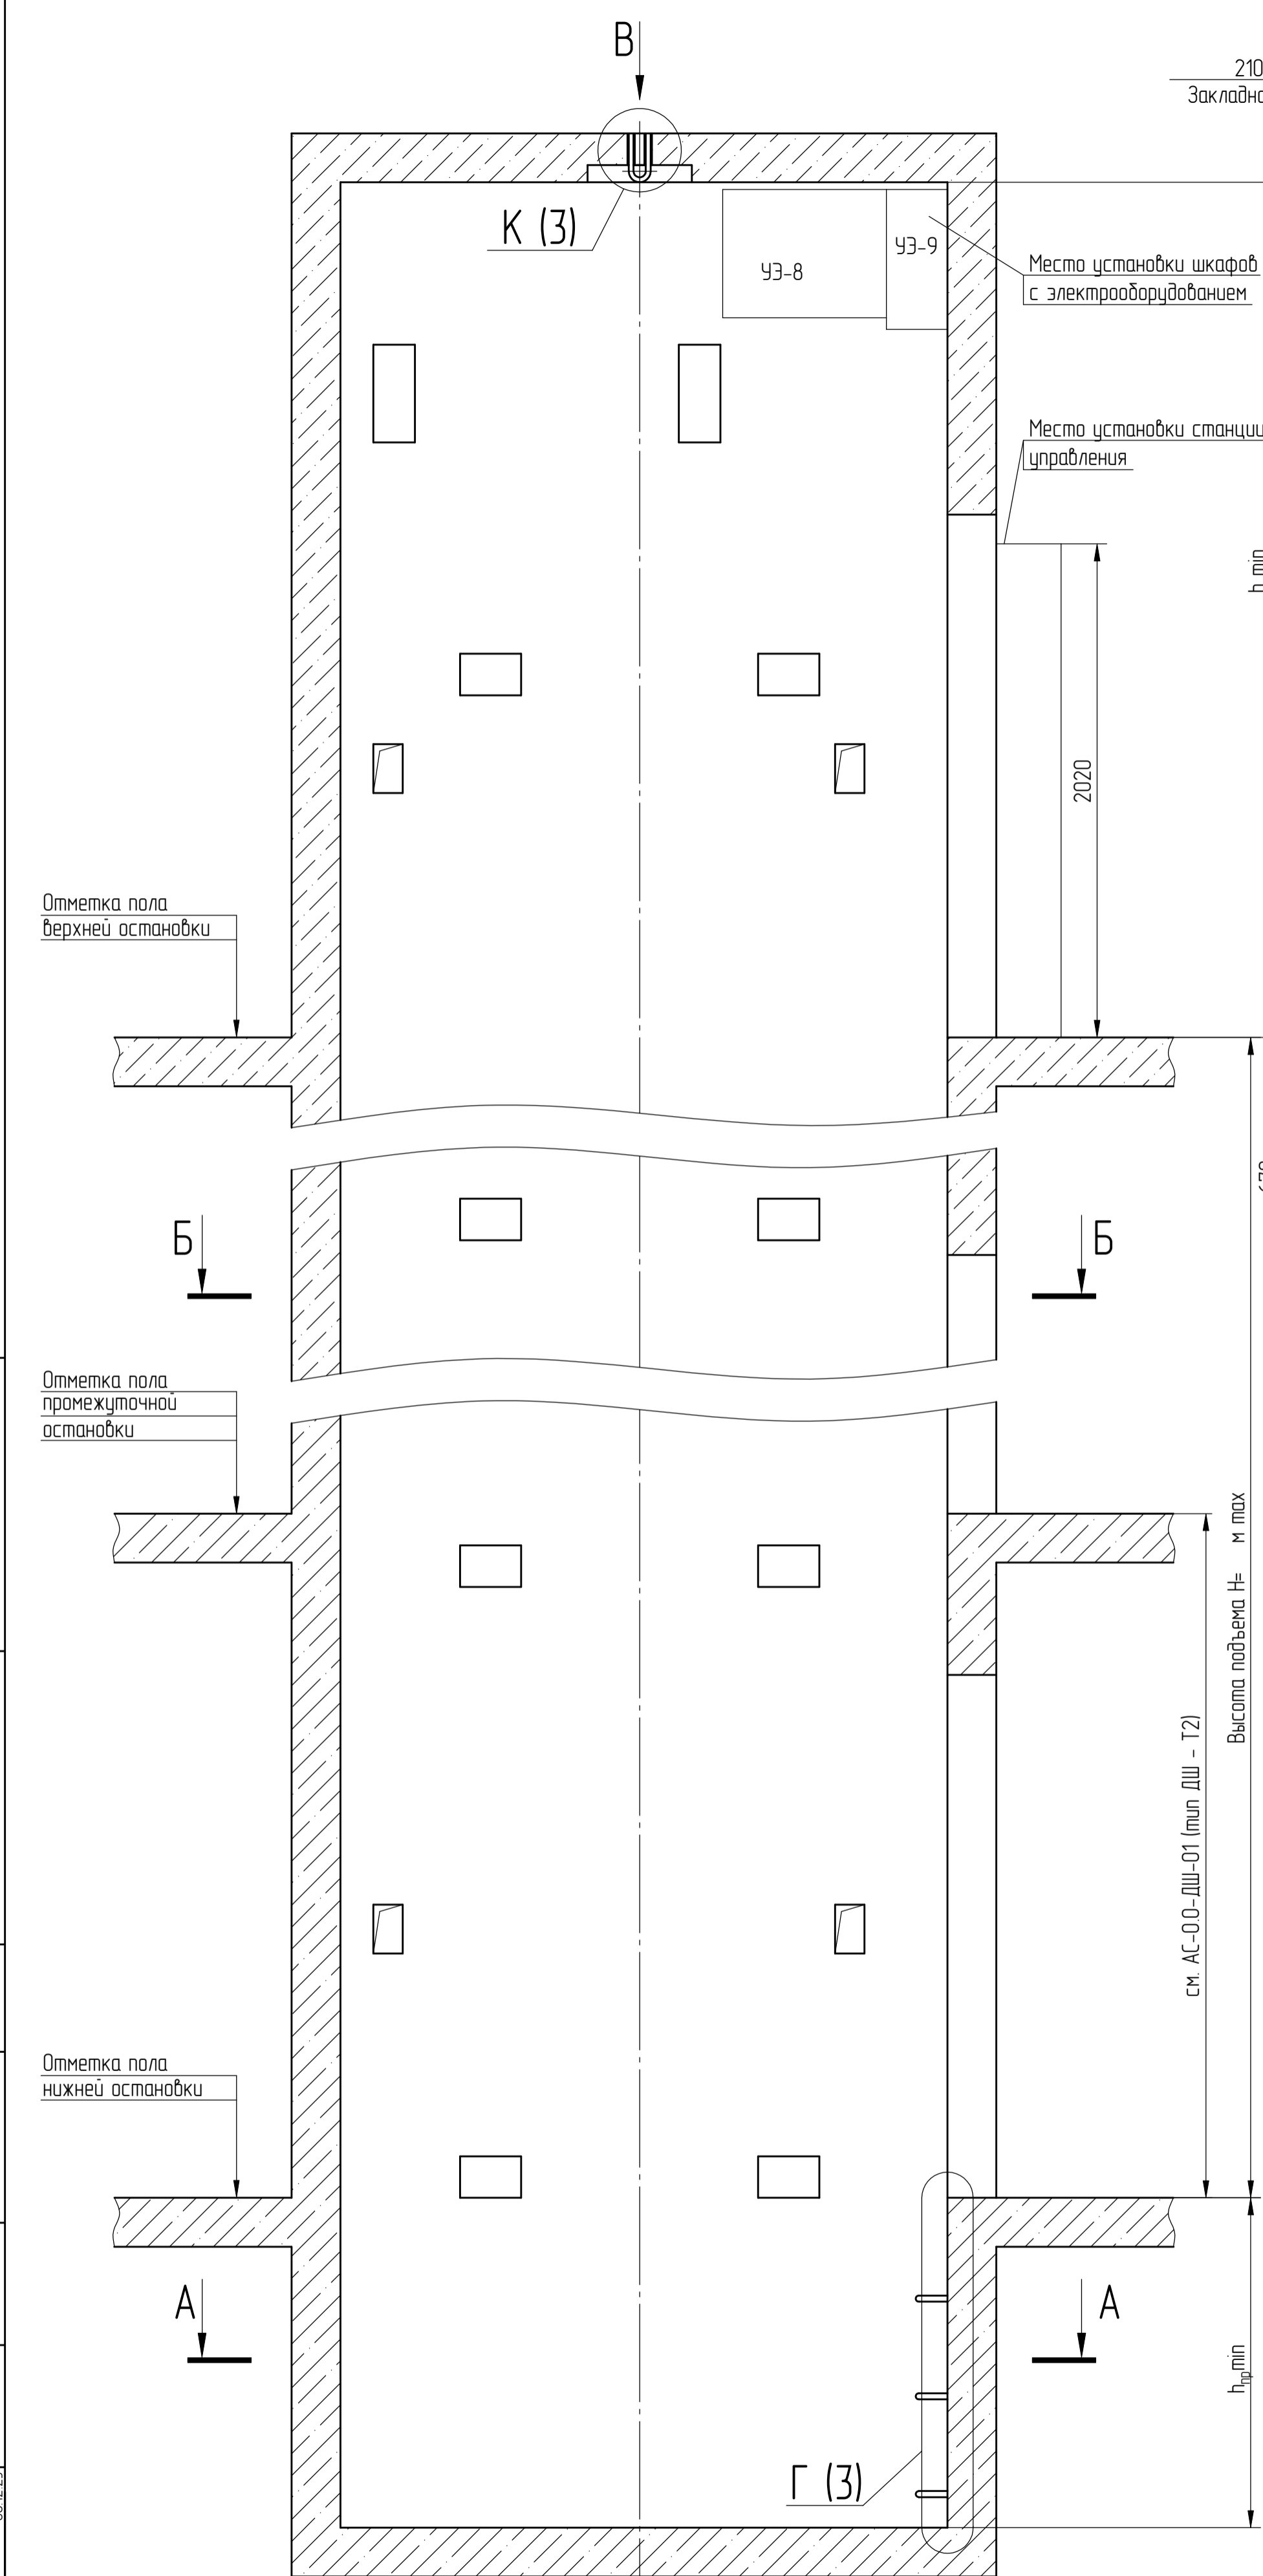 В
210
Закладно
К (3)
УЭ-8
УЭ-9
Место установки шкафов
с электрооборудованием
Место установки станции
управления
h min
2020
Отметка пола
верхней остановки
Б
Б
Отметка пола
промежуточной
остановки
Высота подъема Н= м max
см. АС-0.0-ДШ-01 (тип ДШ - Т2)
Отметка пола
нижней остановки
А
А
hпрmin
Г (3)